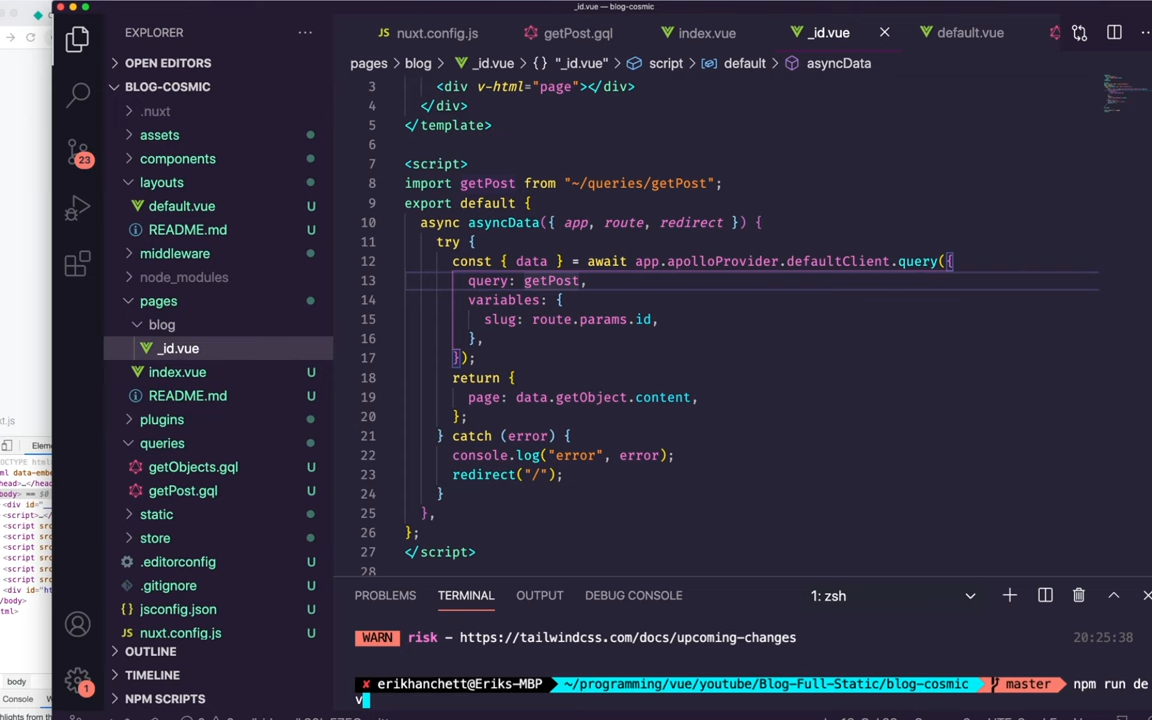 _id.vue — blog-cosmic
EXPLORER
JS nuxt.config.js
getPost.gql
index.vue
_id.vue
default.vue
pages > blog > _id.vue > {} "_id.vue" > script > default > asyncData
OPEN EDITORS
BLOG-COSMIC
.nuxt
assets
components
layouts
default.vue U
README.md U
middleware
node_modules
pages
blog
_id.vue
index.vue U
README.md U
plugins
queries
getObjects.gql U
getPost.gql U
static
store
.editorconfig U
.gitignore U
{} jsconfig.json U
JS nuxt.config.js U
OUTLINE
TIMELINE
NPM SCRIPTS
23
1
3 <div v-html="page"></div>
4 </div>
5 </template>
6
7 <script>
8 import getPost from "~/queries/getPost";
9 export default {
10 async asyncData({ app, route, redirect }) {
11 try {
12 const { data } = await app.apolloProvider.defaultClient.query({
13 query: getPost,
14 variables: {
15 slug: route.params.id,
16 },
17 });
18 return {
19 page: data.getObject.content,
20 };
21 } catch (error) {
22 console.log("error", error);
23 redirect("/");
24 }
25 },
26 };
27 </script>
28
PROBLEMS TERMINAL OUTPUT DEBUG CONSOLE 1: zsh
WARN risk - https://tailwindcss.com/docs/upcoming-changes 20:25:38
✘ erikhanchett@Eriks-MBP ~/programming/vue/youtube/Blog-Full-Static/blog-cosmic master npm run de
v
t.js
Eleme
body
Console